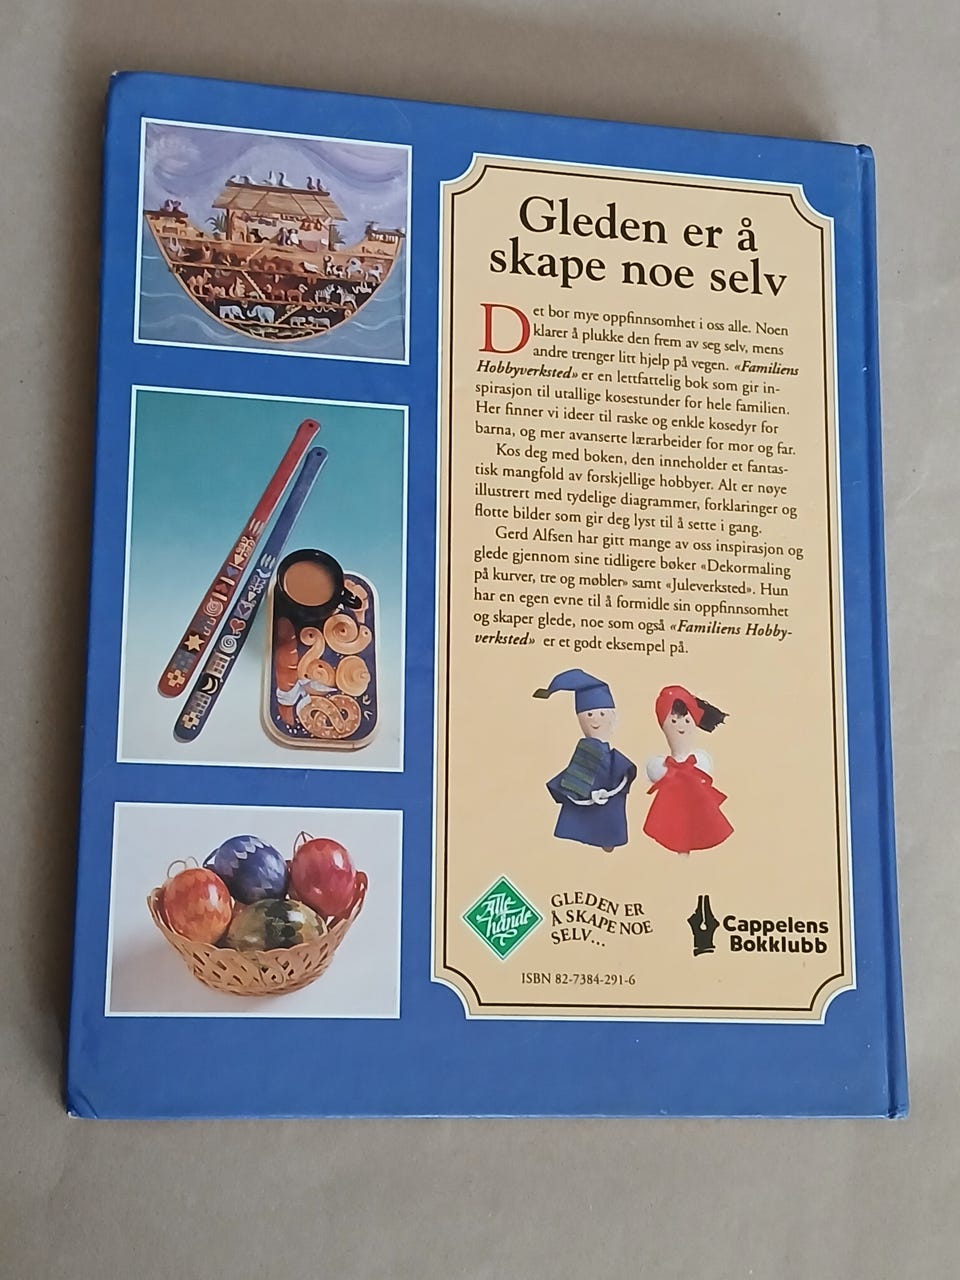 Gleden er å
skape noe selv
Det bor mye oppfinnsomhet i oss alle. Noen
klarer å plukke den frem av seg selv, mens
andre trenger litt hjelp på vegen. «Familiens
Hobbyverksted» er en lettfattelig bok som gir in-
spirasjon til utallige kosestunder for hele familien.
Her finner vi ideer til raske og enkle kosedyr for
barna, og mer avanserte lærarbeider for mor og far.
Kos deg med boken, den inneholder et fantas-
tisk mangfold av forskjellige hobbyer. Alt er nøye
illustrert med tydelige diagrammer, forklaringer og
flotte bilder som gir deg lyst til å sette i gang.
Gerd Alfsen har gitt mange av oss inspirasjon og
glede gjennom sine tidligere bøker «Dekormaling
på kurver, tre og møbler» samt «Juleverksted». Hun
har en egen evne til å formidle sin oppfinnsomhet
og skaper glede, noe som også «Familiens Hobby-
verksted» er et godt eksempel på.
Alle
hånde
GLEDEN ER
Å SKAPE NOE
SELV...
Cappelens
Bokklubb
ISBN 82-7384-291-6